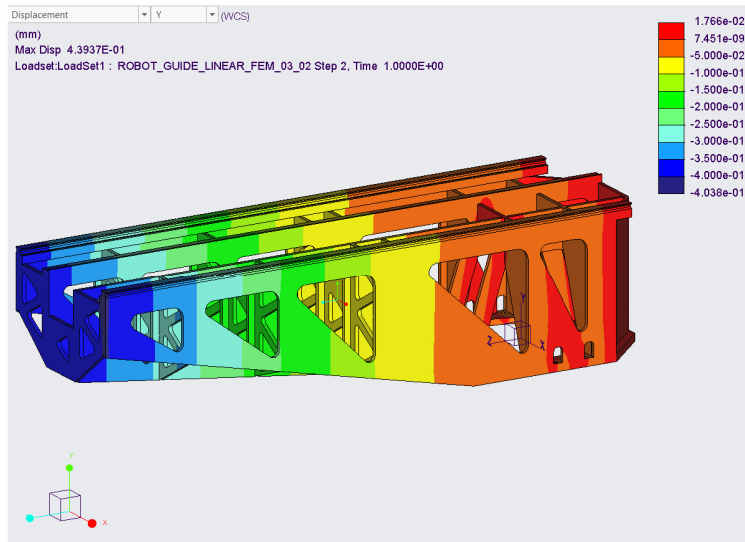 Displacement Y (WCS)
(mm)
Max Disp 4.3937E-01
Loadset:LoadSet1 : ROBOT_GUIDE_LINEAR_FEM_03_02 Step 2, Time 1.0000E+00
1.766e-02
7.451e-09
-5.000e-02
-1.000e-01
-1.500e-01
-2.000e-01
-2.500e-01
-3.000e-01
-3.500e-01
-4.000e-01
-4.038e-01
Y
Z
X
Y
X